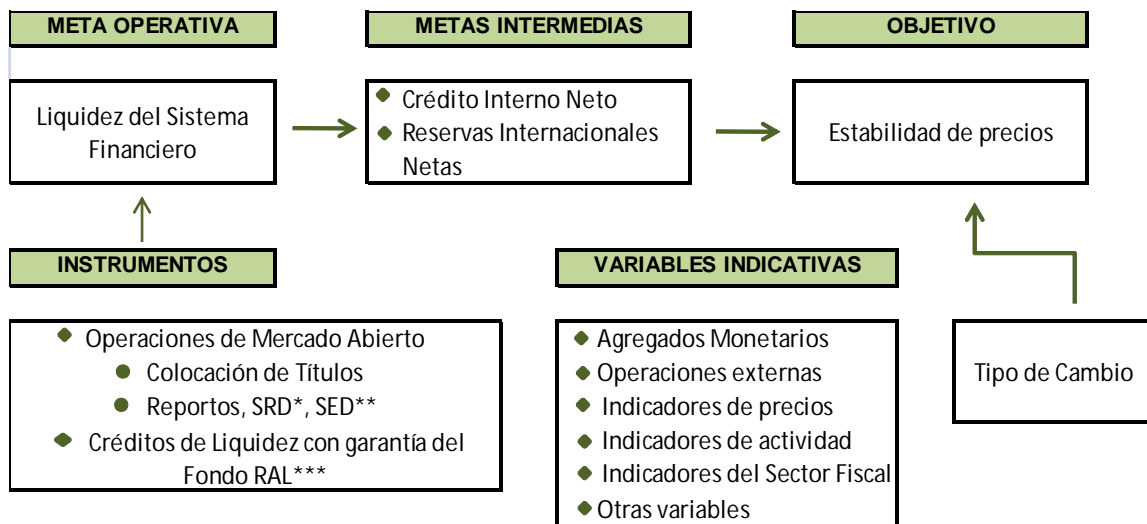 META OPERATIVA
METAS INTERMEDIAS
OBJETIVO
Liquidez del Sistema
Financiero
Crédito Interno Neto
Reservas Internacionales
Netas
Estabilidad de precios
INSTRUMENTOS
VARIABLES INDICATIVAS
Operaciones de Mercado Abierto
Colocación de Títulos
Reportos, SRD*, SED**
Créditos de Liquidez con garantía del
Fondo RAL***
Agregados Monetarios
Operaciones externas
Indicadores de precios
Indicadores de actividad
Indicadores del Sector Fiscal
Otras variables
Tipo de Cambio